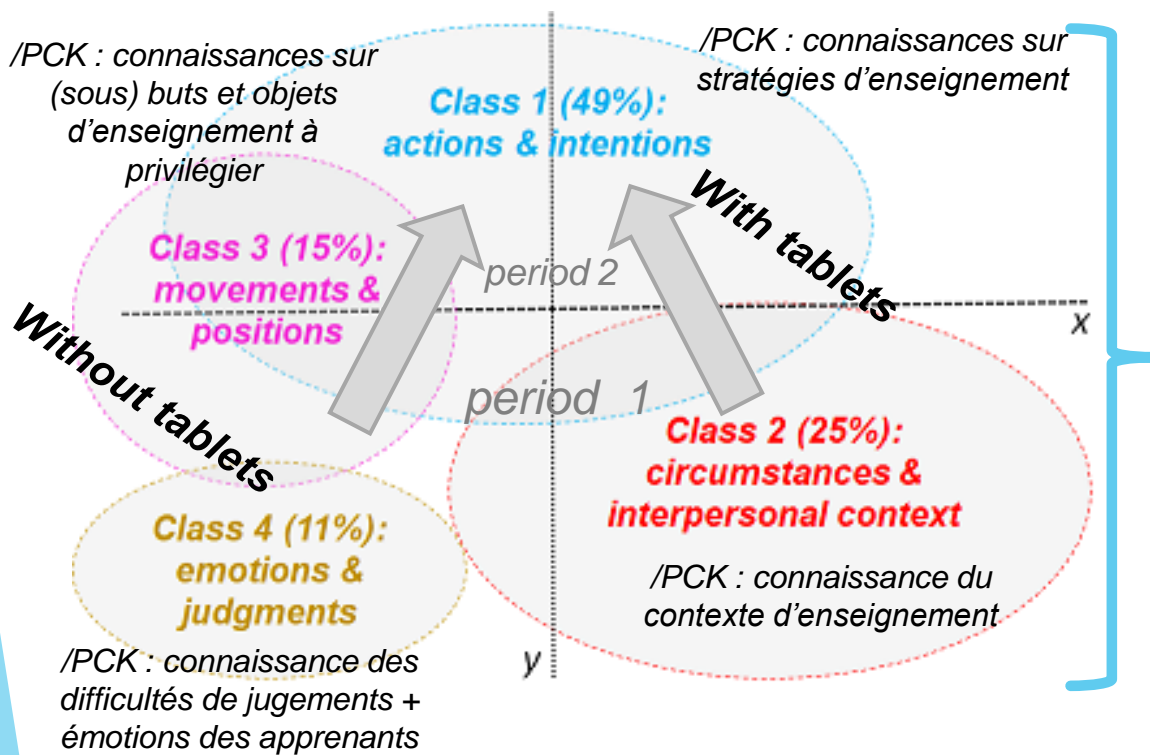 /PCK : connaissances sur
(sous) buts et objets
d’enseignement à
privilégier
/PCK : connaissances sur
stratégies d’enseignement
Class 1 (49%):
actions & intentions
With tablets
Class 3 (15%):
movements &
positions
period 2
x
Without tablets
period 1
Class 2 (25%):
circumstances &
interpersonal context
Class 4 (11%):
emotions &
judgments
/PCK : connaissance du
contexte d’enseignement
y
/PCK : connaissance des
difficultés de jugements +
émotions des apprenants